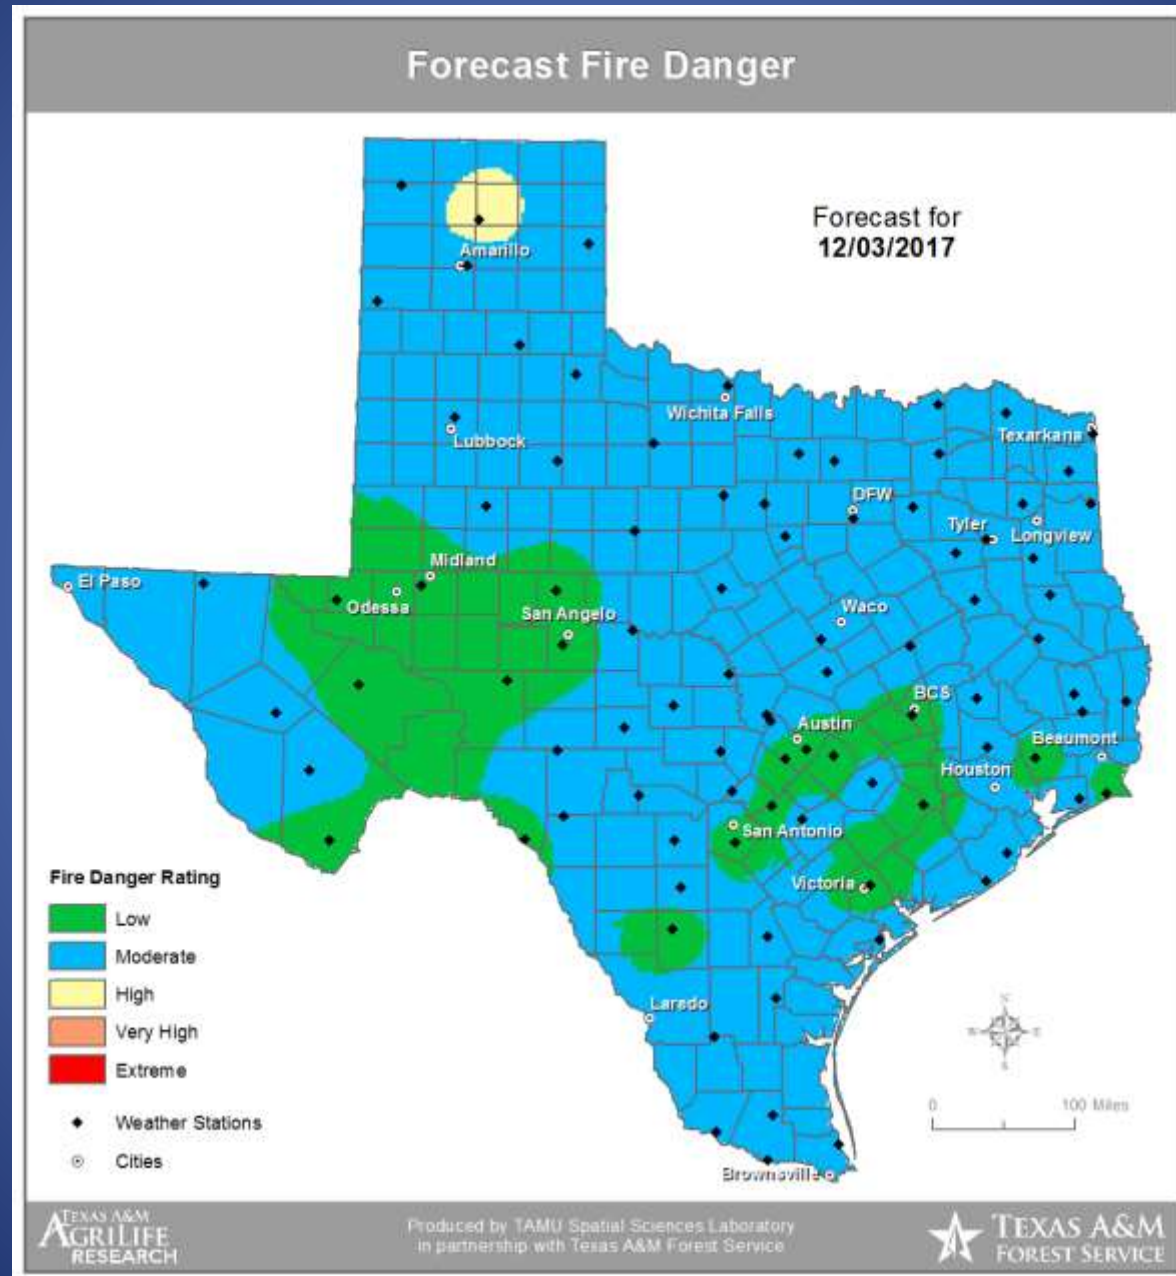 Forecast Fire Danger
Forecast for
12/03/2017
Amarillo
Wichita Falls
Lubbock
Texarkana
DFW
Tyler
Longview
Midland
El Paso
Odessa
San Angelo
Waco
BCS
Austin
Beaumont
Houston
San Antonio
Victoria
Laredo
Brownsville
Fire Danger Rating
Low
Moderate
High
Very High
Extreme
Weather Stations
Cities
N
W E
S
0 100 Miles
TEXAS A&M
AGRILIFE
RESEARCH
Produced by TAMU Spatial Sciences Laboratory
in partnership with Texas A&M Forest Service
TEXAS A&M
FOREST SERVICE